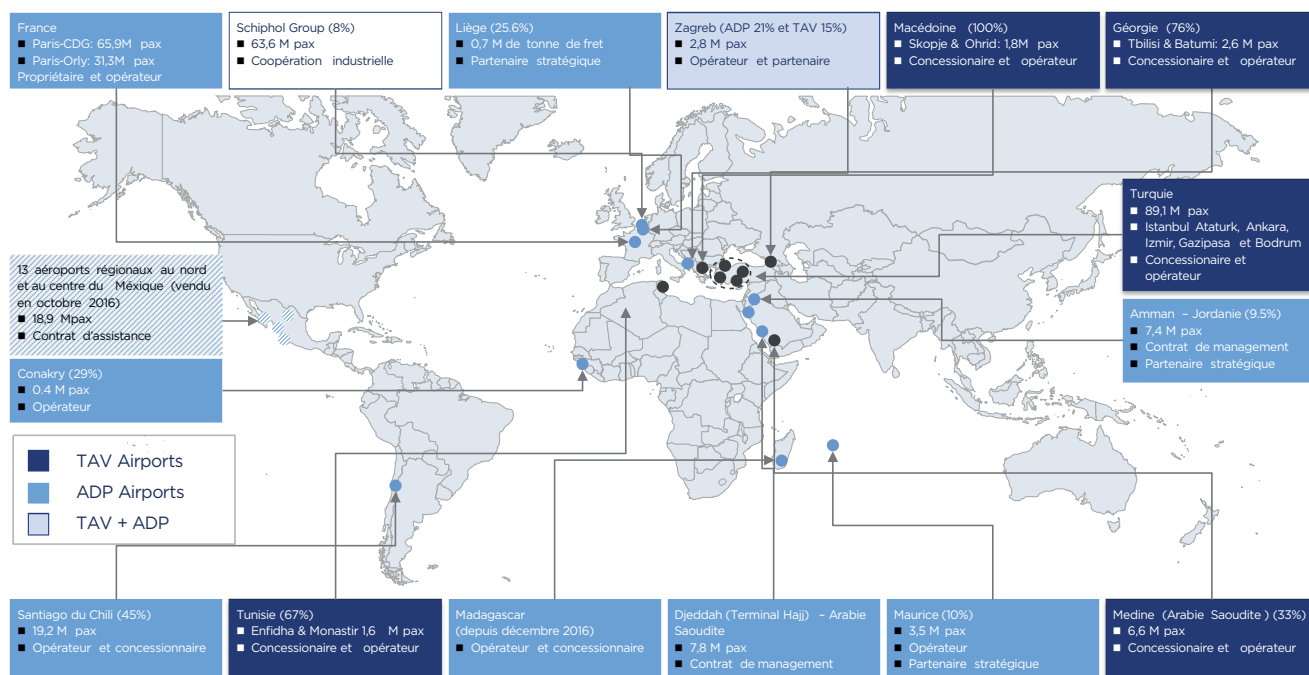 France
■ Paris-CDG: 65,9M pax
■ Paris-Orly: 31,3M pax
Propriétaire et opérateur
Schiphol Group (8%)
■ 63,6 M pax
■ Coopération industrielle
Liège (25.6%)
■ 0,7 M de tonne de fret
■ Partenaire stratégique
Zagreb (ADP 21% et TAV 15%)
■ 2,8 M pax
■ Opérateur et partenaire
Macédoine (100%)
■ Skopje & Ohrid: 1,8M pax
■ Concessionaire et opérateur
Géorgie (76%)
■ Tbilisi & Batumi: 2,6 M pax
■ Concessionaire et opérateur
Turquie
■ 89,1 M pax
■ Istanbul Ataturk, Ankara,
Izmir, Gazipasa et Bodrum
■ Concessionaire et
opérateur
13 aéroports régionaux au nord
et au centre du Méxique (vendu
en octobre 2016)
■ 18,9 Mpax
■ Contrat d'assistance
Amman – Jordanie (9.5%)
■ 7,4 M pax
■ Contrat de management
■ Partenaire stratégique
Conakry (29%)
■ 0.4 M pax
■ Opérateur
TAV Airports
ADP Airports
TAV + ADP
Santiago du Chili (45%)
■ 19,2 M pax
■ Opérateur et concessionnaire
Tunisie (67%)
■ Enfidha & Monastir 1,6 M pax
■ Concessionaire et opérateur
Madagascar
(depuis décembre 2016)
■ Opérateur et concessionnaire
Djeddah (Terminal Hajj) – Arabie
Saoudite
■ 7,8 M pax
■ Contrat de management
Maurice (10%)
■ 3,5 M pax
■ Opérateur
■ Partenaire stratégique
Medine (Arabie Saoudite ) (33%)
■ 6,6 M pax
■ Concessionaire et opérateur